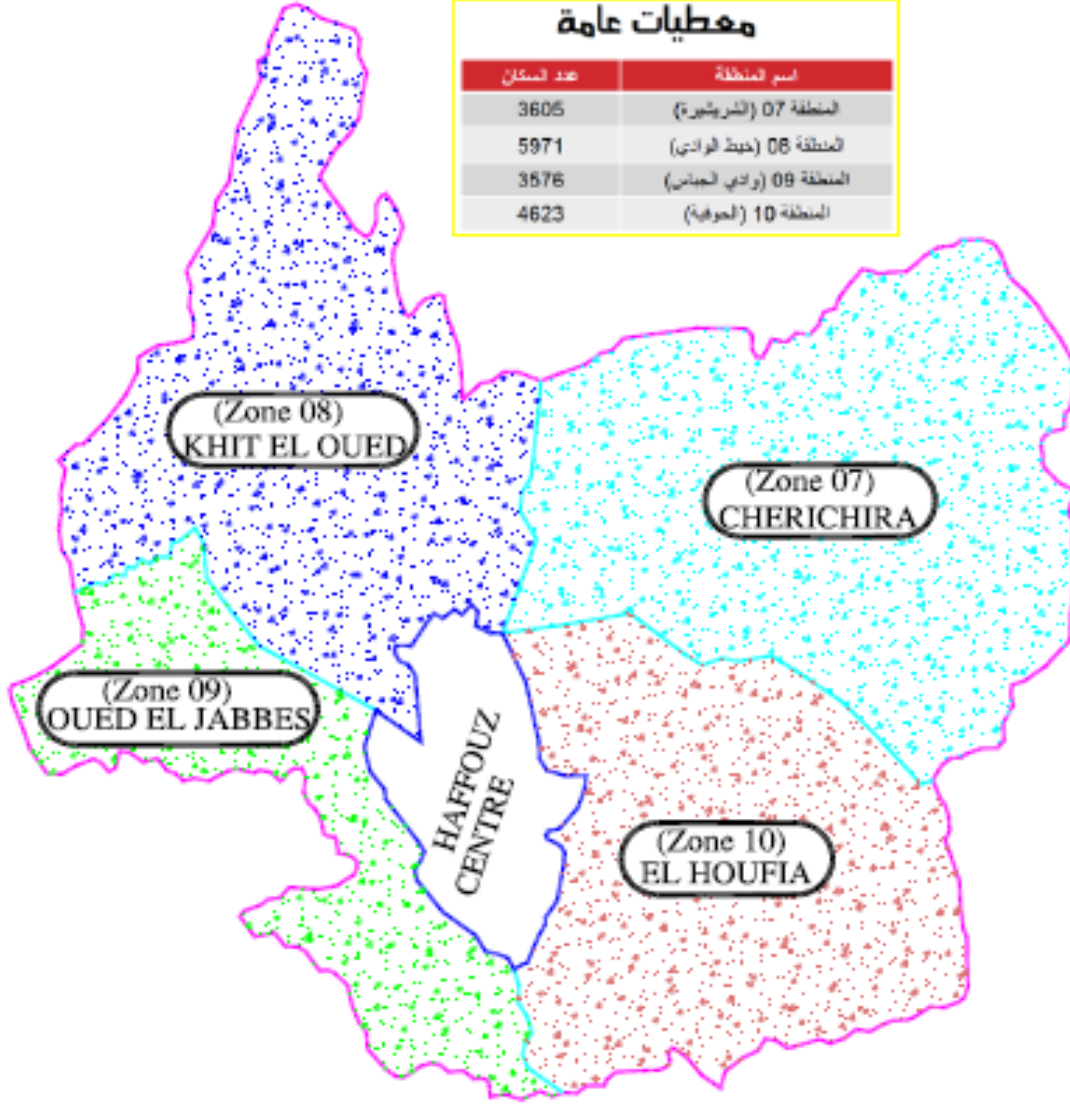 معطيات عامة
اسم المنطقة عدد السكان
المنطقة 07 (الشريشيرة) 3605
المنطقة 08 (خيط الوادي) 5971
المنطقة 09 (وادي الجباس) 3576
المنطقة 10 (الحوفية) 4623
(Zone 08)
KHIT EL OUED
(Zone 07)
CHERICHIRA
(Zone 09)
OUED EL JABBES
HAFFOUZ
CENTRE
(Zone 10)
EL HOUFIA